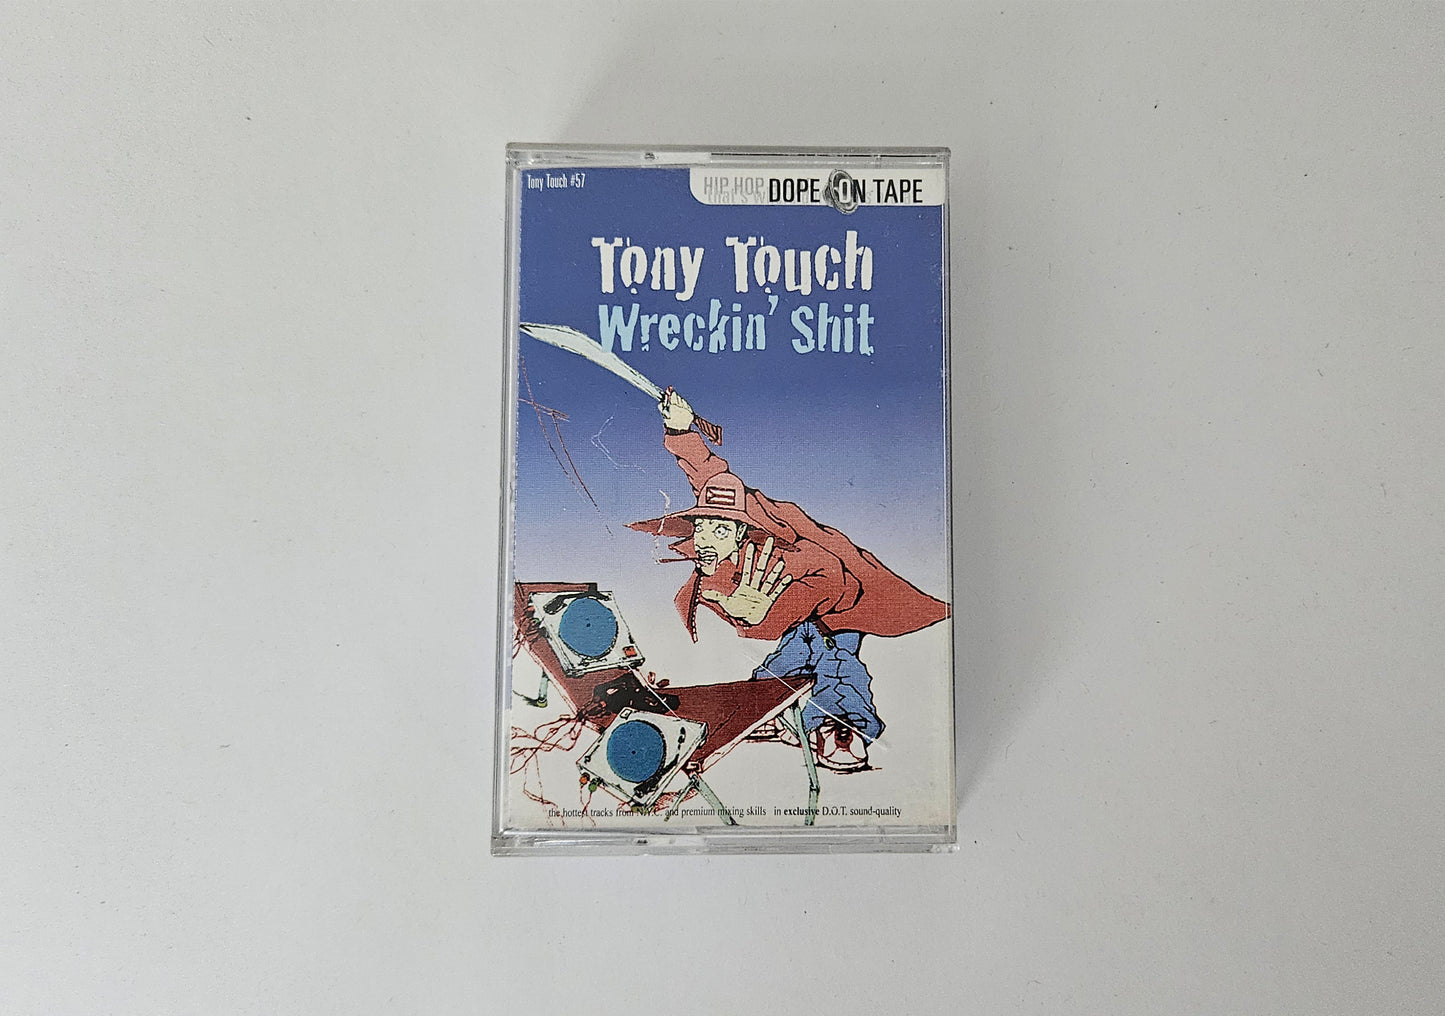 Tony Touch #57
HIP HOP DOPE ON TAPE
that's w
Tony Touch
Wreckin' Shit
the hottest tracks from N.Y.C. and premium mixing skills in exclusive D.O.T. sound-quality